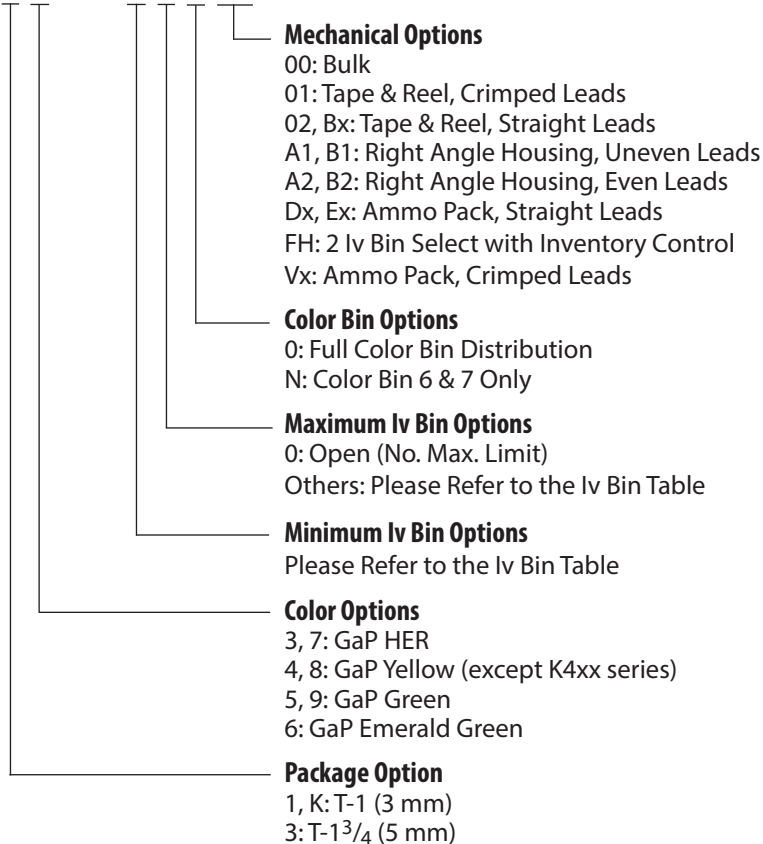 Mechanical Options
00: Bulk
01: Tape & Reel, Crimped Leads
02, Bx: Tape & Reel, Straight Leads
A1, B1: Right Angle Housing, Uneven Leads
A2, B2: Right Angle Housing, Even Leads
Dx, Ex: Ammo Pack, Straight Leads
FH: 2 Iv Bin Select with Inventory Control
Vx: Ammo Pack, Crimped Leads
Color Bin Options
0: Full Color Bin Distribution
N: Color Bin 6 & 7 Only
Maximum Iv Bin Options
0: Open (No. Max. Limit)
Others: Please Refer to the Iv Bin Table
Minimum Iv Bin Options
Please Refer to the Iv Bin Table
Color Options
3, 7: GaP HER
4, 8: GaP Yellow (except K4xx series)
5, 9: GaP Green
6: GaP Emerald Green
Package Option
1, K: T-1 (3 mm)
3: T-1 3/4 (5 mm)